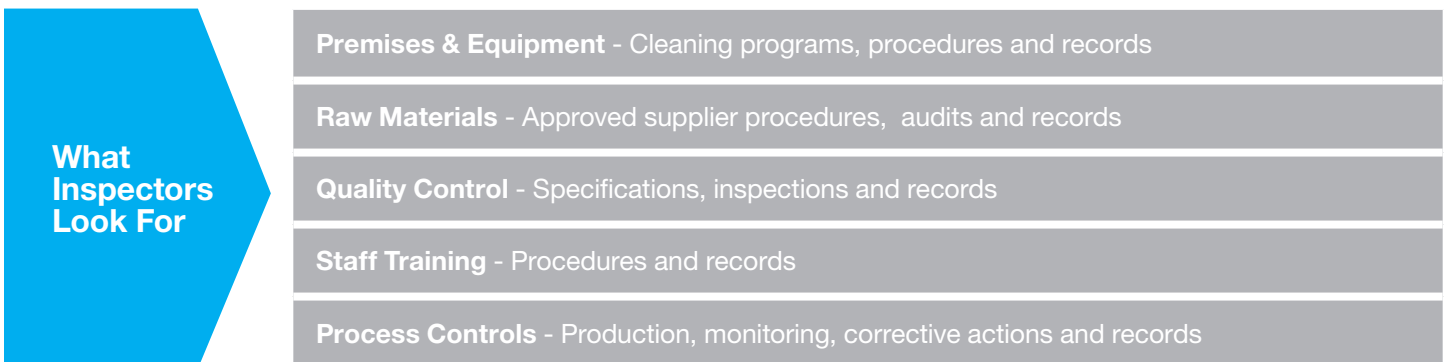 What
Inspectors
Look For
Premises & Equipment - Cleaning programs, procedures and records
Raw Materials - Approved supplier procedures,  audits and records
Quality Control - Specifications, inspections and records
Staff Training - Procedures and records
Process Controls - Production, monitoring, corrective actions and records